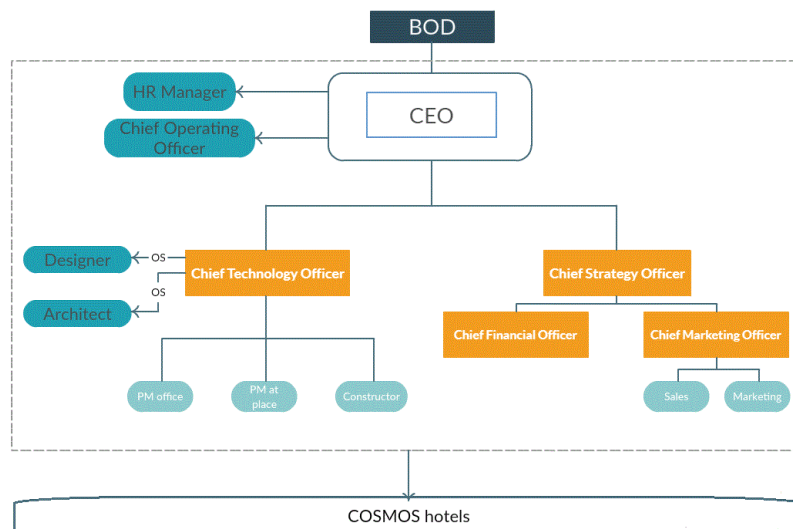 BOD
HR Manager
CEO
Chief Operating
Officer
Designer
OS
Chief Technology Officer
Chief Strategy Officer
OS
Architect
Chief Financial Officer
Chief Marketing Officer
PM office
PM at
place
Constructor
Sales
Marketing
COSMOS hotels